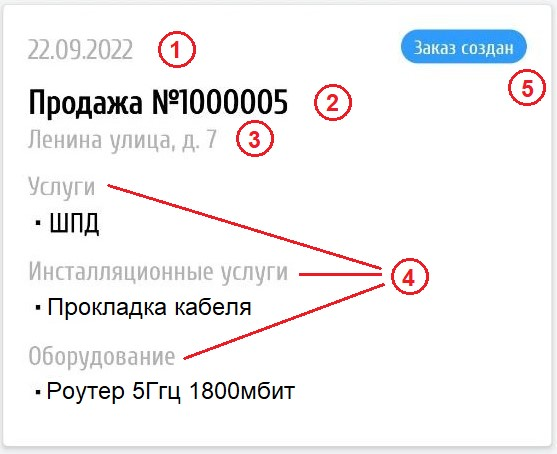 22.09.2022 1 Заказ создан
5
Продажа №1000005 2
Ленина улица, д. 7 3
Услуги
▪ ШПД
Инсталляционные услуги 4
▪ Прокладка кабеля
Оборудование
▪ Роутер 5Ггц 1800мбит